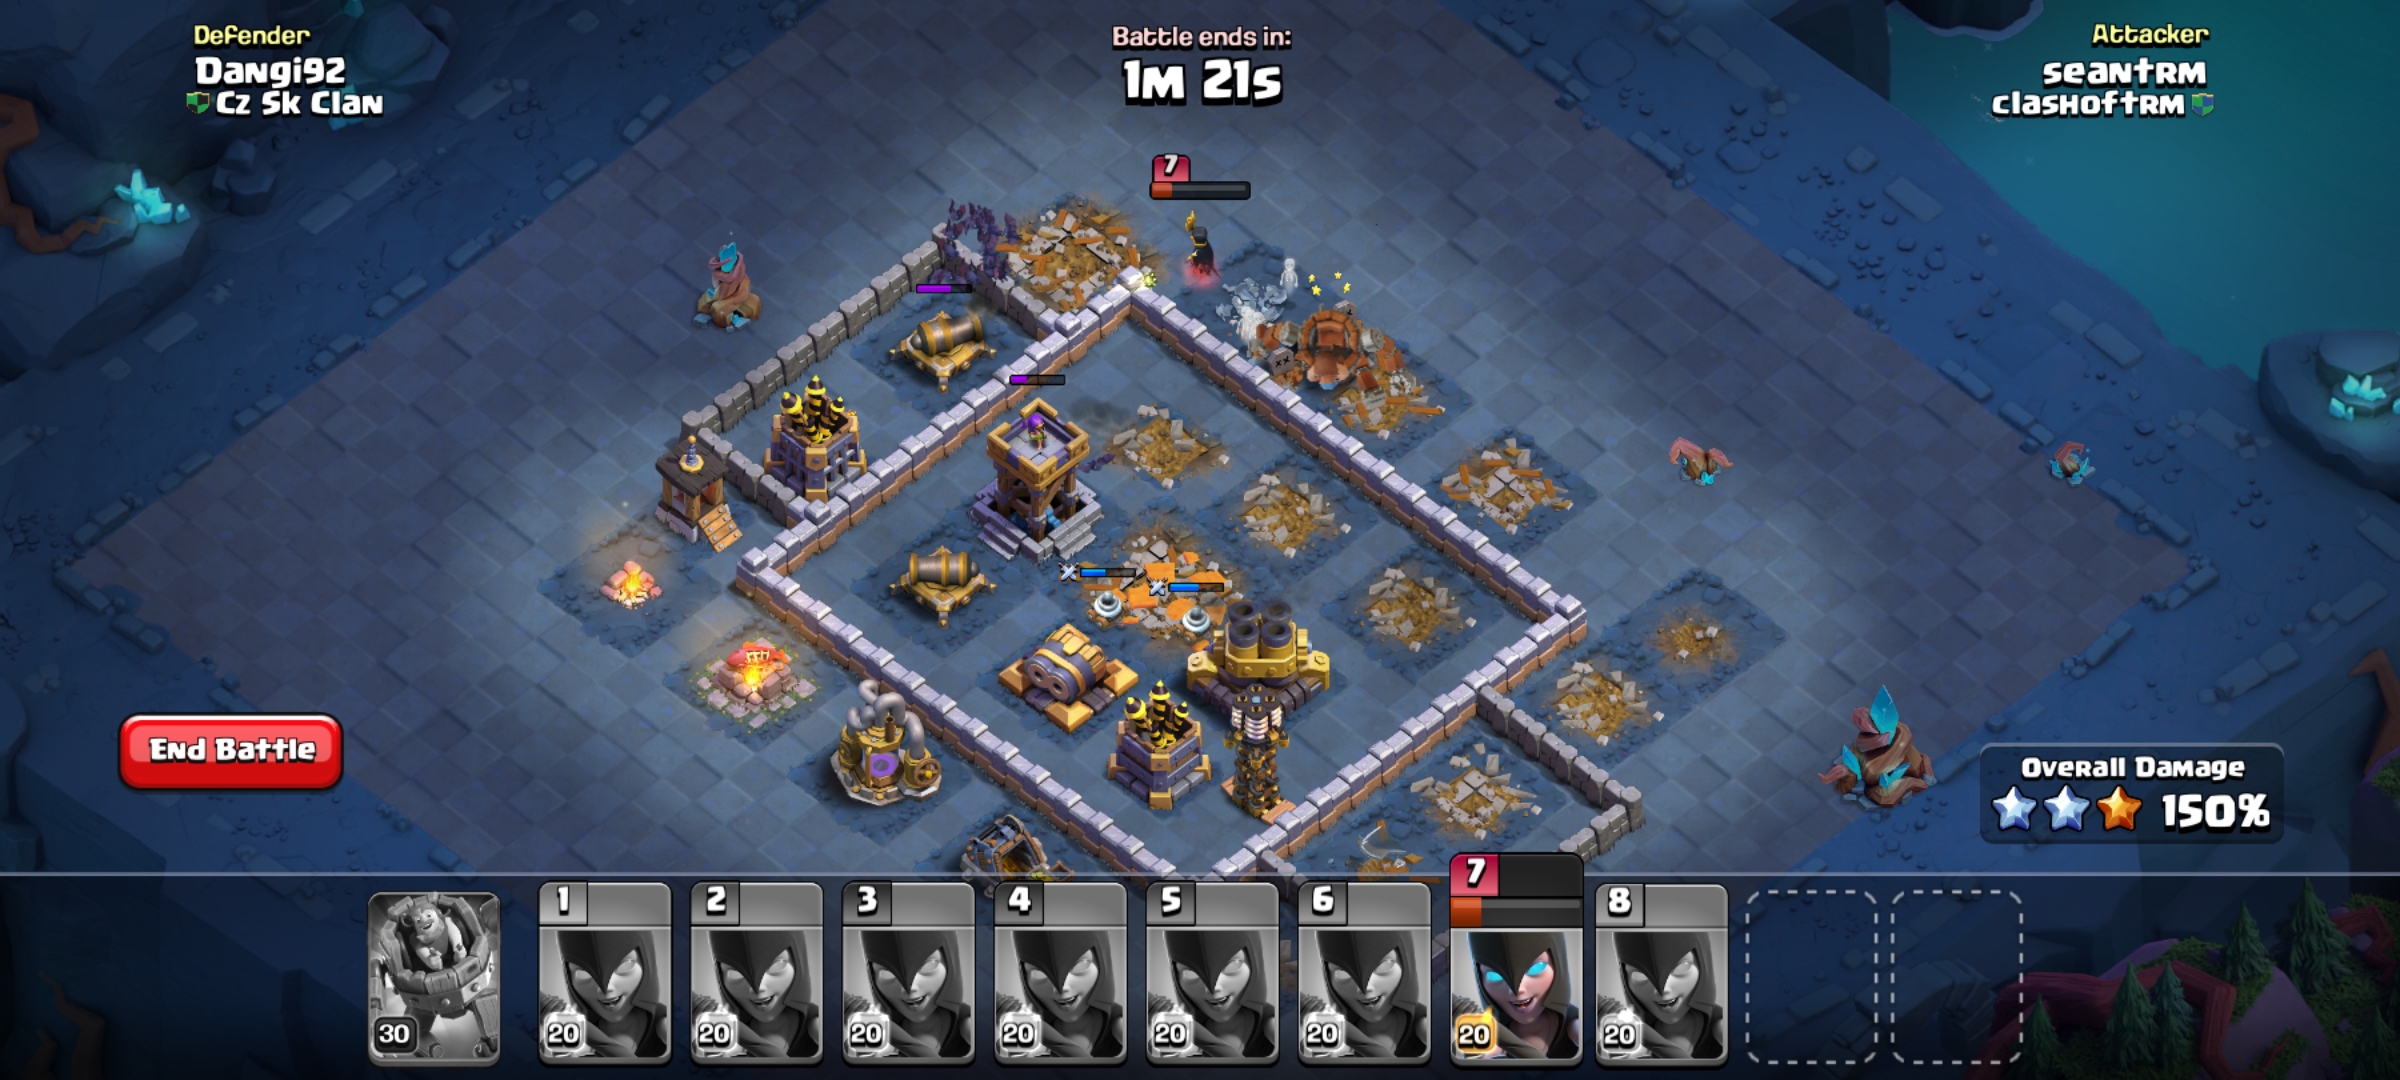 Defender
Dangi92
Cz Sk Clan
Battle ends in:
1M 21s
Attacker
seantRM
clashoftRM
7
End Battle
Overall Damage
150%
30
1
20
2
20
3
20
4
20
5
20
6
20
7
20
8
20